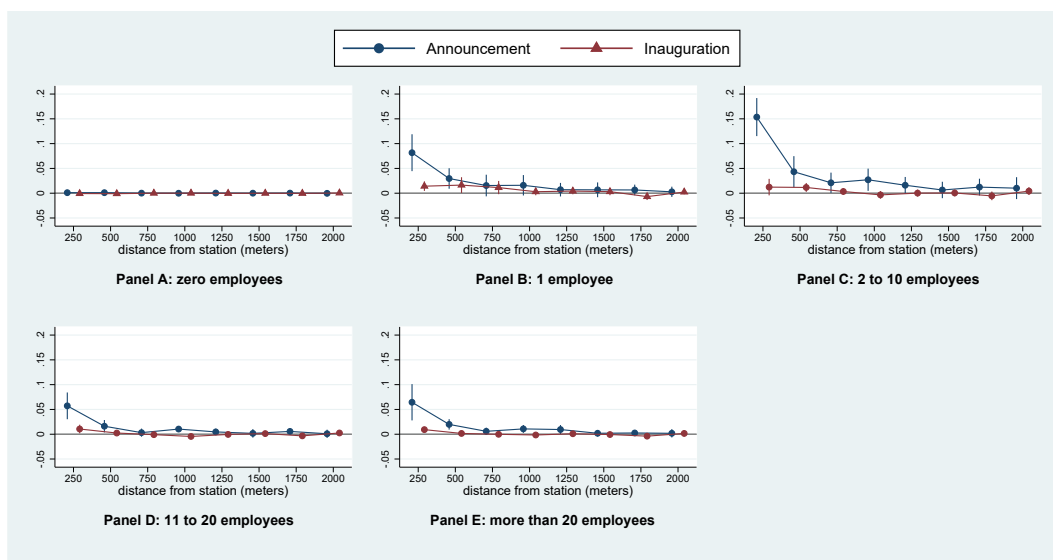 Announcement Inauguration
.2 .15 .1 .05 0 -.05
250 500 750 1000 1250 1500 1750 2000
distance from station (meters)
Panel A: zero employees
.2 .15 .1 .05 0 -.05
250 500 750 1000 1250 1500 1750 2000
distance from station (meters)
Panel B: 1 employee
.2 .15 .1 .05 0 -.05
250 500 750 1000 1250 1500 1750 2000
distance from station (meters)
Panel C: 2 to 10 employees
.2 .15 .1 .05 0 -.05
250 500 750 1000 1250 1500 1750 2000
distance from station (meters)
Panel D: 11 to 20 employees
.2 .15 .1 .05 0 -.05
250 500 750 1000 1250 1500 1750 2000
distance from station (meters)
Panel E: more than 20 employees